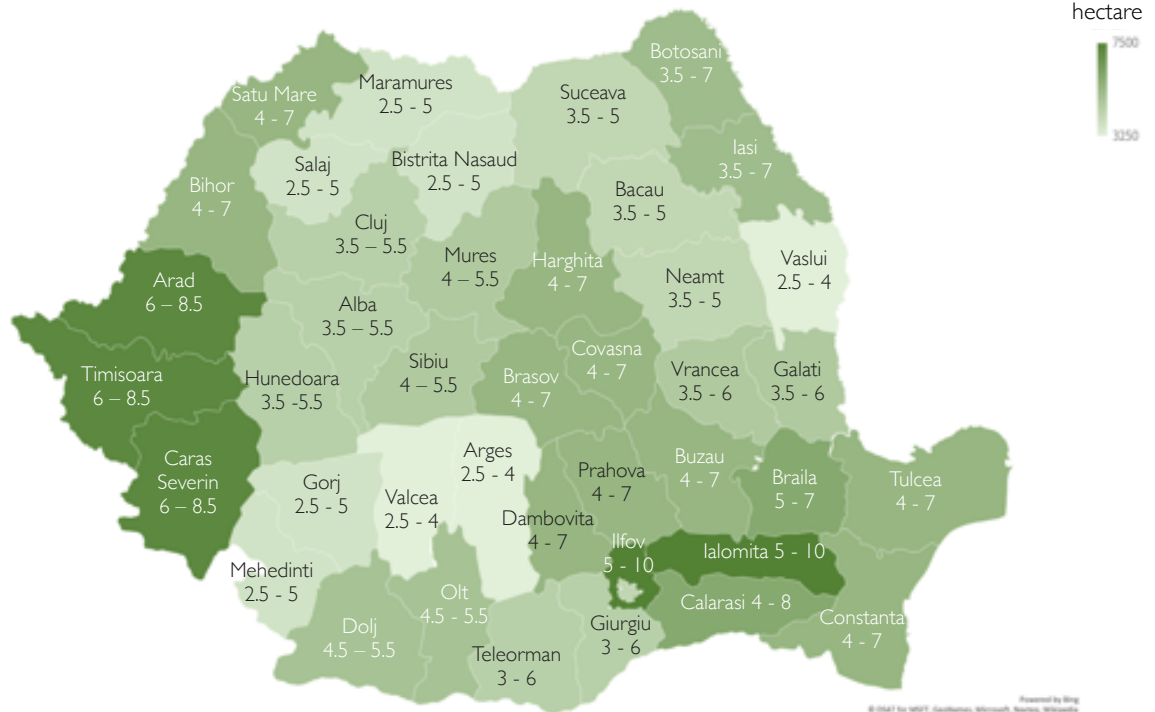 hectare
7500
3250
Botosani
3.5 - 7
Maramures
2.5 - 5
Satu Mare
4 - 7
Suceava
3.5 - 5
Iasi
3.5 - 7
Bistrita Nasaud
2.5 - 5
Salaj
2.5 - 5
Bihor
4 - 7
Bacau
3.5 - 5
Cluj
3.5 – 5.5
Mures
4 – 5.5
Harghita
4 - 7
Vaslui
2.5 - 4
Neamt
3.5 - 5
Arad
6 – 8.5
Alba
3.5 – 5.5
Covasna
4 - 7
Sibiu
4 – 5.5
Vrancea
3.5 - 6
Galati
3.5 - 6
Timisoara
6 – 8.5
Hunedoara
3.5 -5.5
Brasov
4 - 7
Arges
2.5 - 4
Caras
Severin
6 – 8.5
Buzau
4 - 7
Prahova
4 - 7
Braila
5 - 7
Tulcea
4 - 7
Gorj
2.5 - 5
Valcea
2.5 - 4
Dambovita
4 - 7
Ilfov
5 - 10
Ialomita 5 - 10
Mehedinti
2.5 - 5
Olt
4.5 - 5.5
Calarasi 4 - 8
Constanta
4 - 7
Dolj
4.5 – 5.5
Giurgiu
3 - 6
Teleorman
3 - 6
Powered by Bing
© DSAT for MSFT, GeoNames, Microsoft, Navteq, Wikipedia